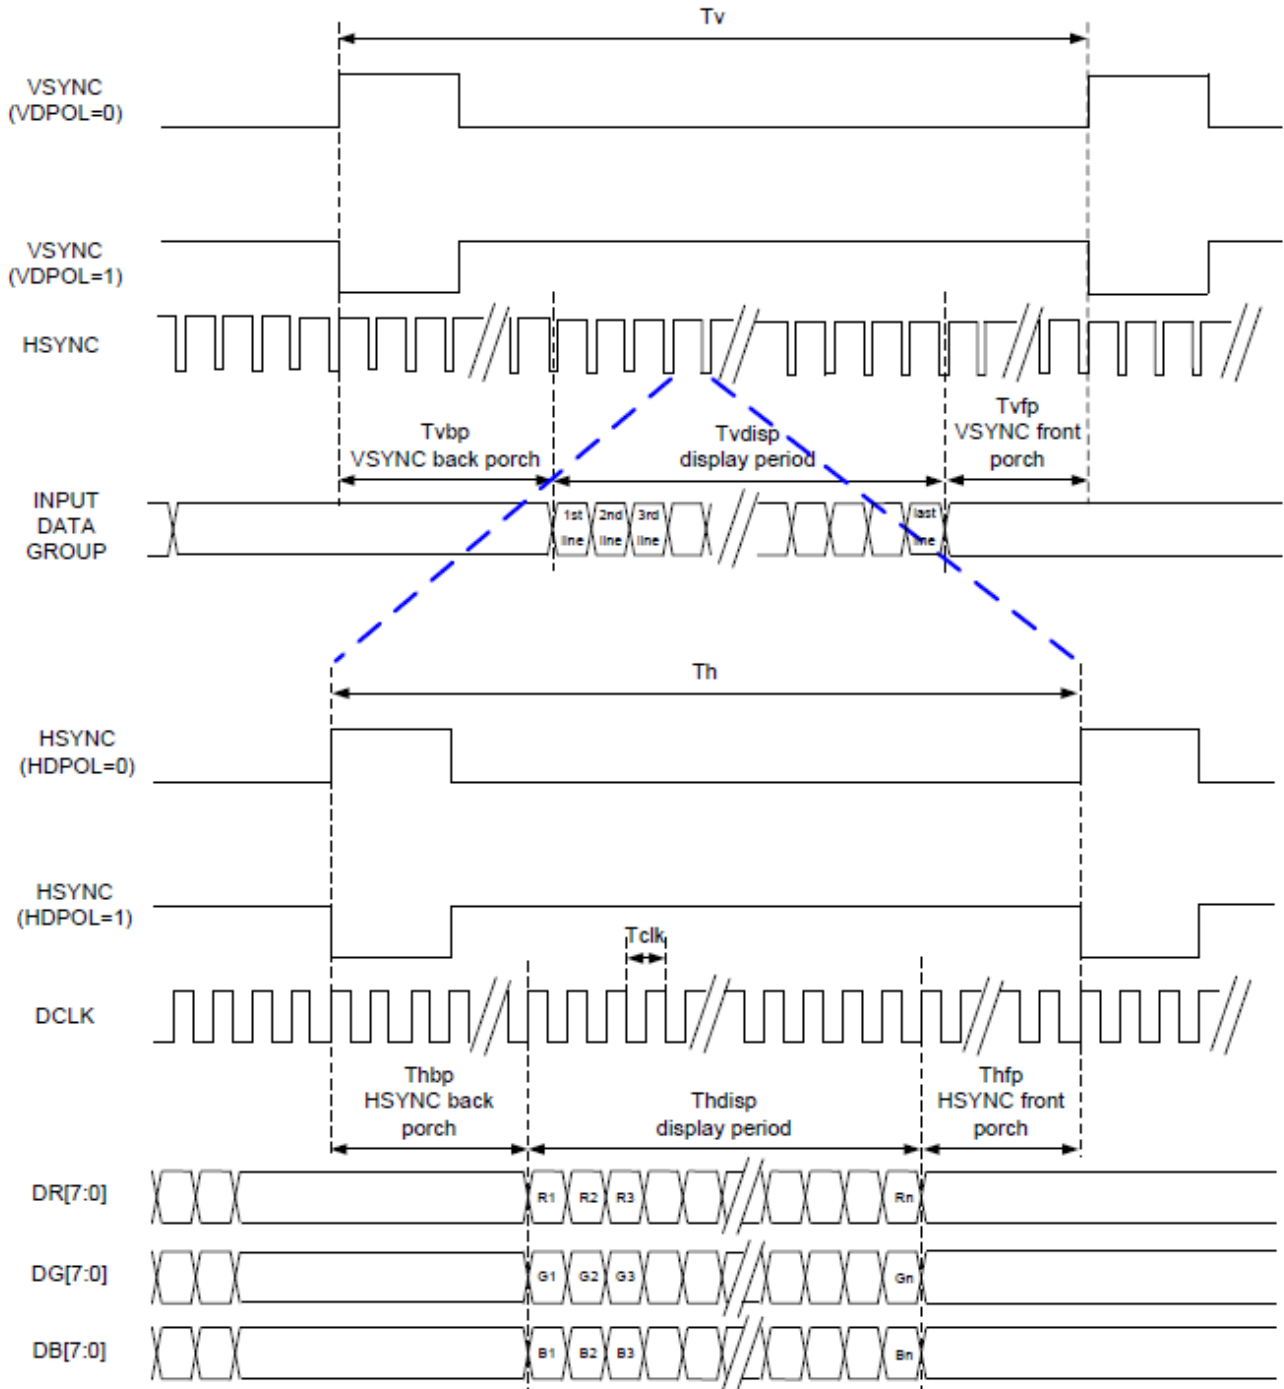 Tv
VSYNC
(VDPOL=0)
VSYNC
(VDPOL=1)
HSYNC
Tvbp
VSYNC back porch
Tvdisp
display period
Tvfp
VSYNC front
porch
INPUT
DATA
GROUP
1st
line
2nd
line
3rd
line
last
line
Th
HSYNC
(HDPOL=0)
HSYNC
(HDPOL=1)
Tclk
DCLK
Thbp
HSYNC back
porch
Thdisp
display period
Thfp
HSYNC front
porch
DR[7:0]
R1 R2 R3 Rn
DG[7:0]
G1 G2 G3 Gn
DB[7:0]
B1 B2 B3 Bn